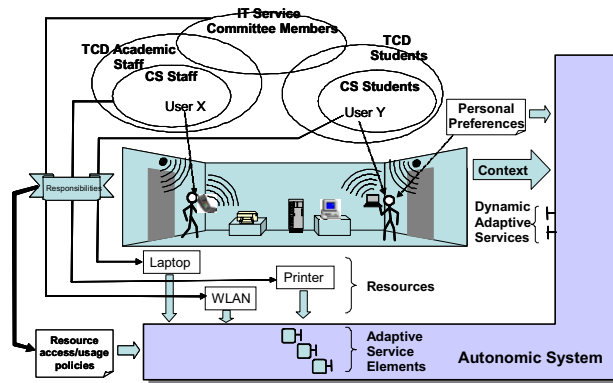 IT Service
Committee Members
TCD Academic
Staff
TCD
Students
CS Staff
User X
CS Students
User Y
Personal
Preferences
Responsibilities
Context
Dynamic
Adaptive
Services
Laptop
WLAN
Printer
Resources
Resource
access/usage
policies
Adaptive
Service
Elements
Autonomic System